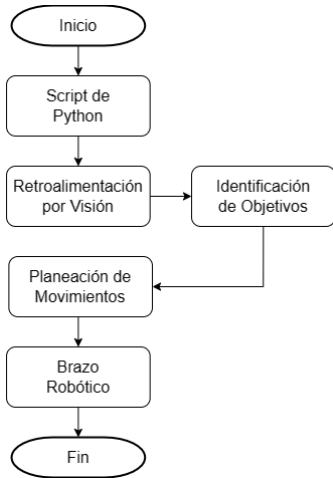 Inicio
Script de
Python
Retroalimentación
por Visión
Identificación
de Objetivos
Planeación de
Movimientos
Brazo
Robótico
Fin